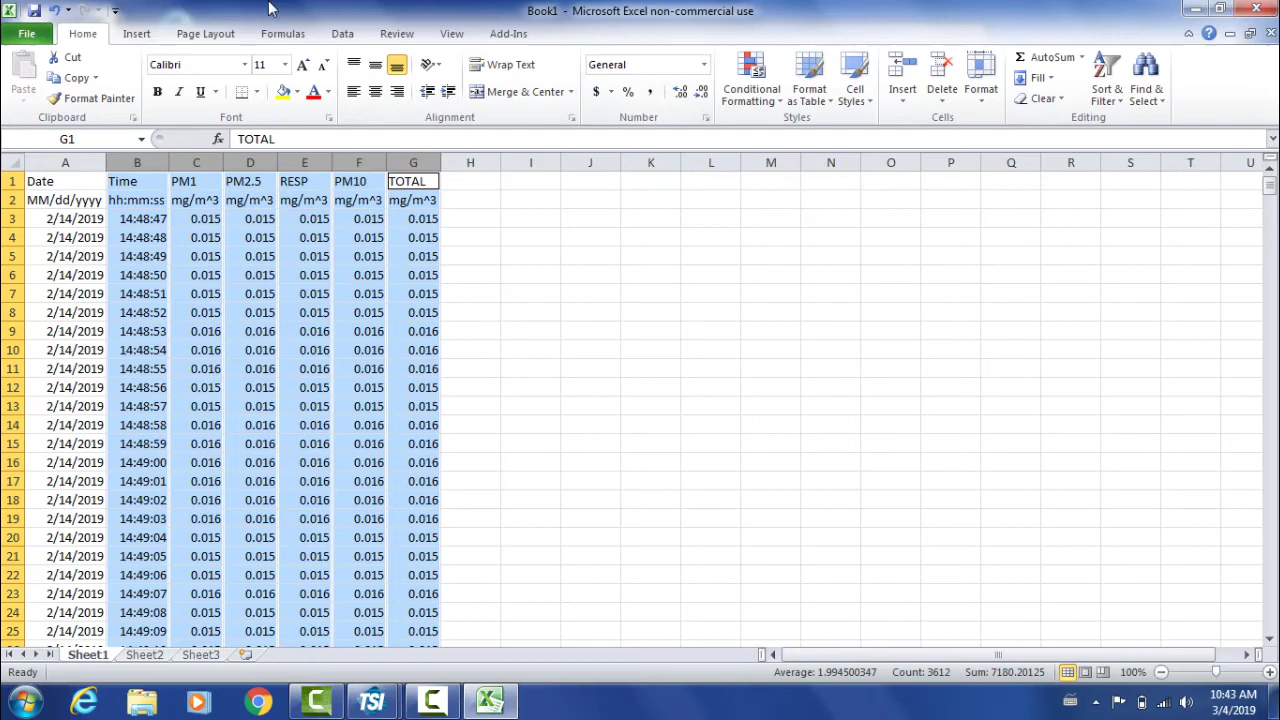 Book1 - Microsoft Excel non-commercial use
File Home Insert Page Layout Formulas Data Review View Add-Ins
Paste Cut Copy Format Painter Clipboard
Calibri 11 B I U A Font
Wrap Text Merge & Center Alignment
General $ % , Number
Conditional Formatting Format as Table Cell Styles Styles
Insert Delete Format Cells
Σ AutoSum Fill Clear Sort & Filter Find & Select Editing
G1 fx TOTAL
A B C D E F G H I J K L M N O P Q R S T U
1 Date Time PM1 PM2.5 RESP PM10 TOTAL
2 MM/dd/yyyy hh:mm:ss mg/m^3 mg/m^3 mg/m^3 mg/m^3 mg/m^3
3 2/14/2019 14:48:47 0.015 0.015 0.015 0.015 0.015
4 2/14/2019 14:48:48 0.015 0.015 0.015 0.015 0.015
5 2/14/2019 14:48:49 0.015 0.015 0.015 0.015 0.015
6 2/14/2019 14:48:50 0.015 0.015 0.015 0.015 0.015
7 2/14/2019 14:48:51 0.015 0.015 0.015 0.015 0.015
8 2/14/2019 14:48:52 0.015 0.015 0.015 0.015 0.015
9 2/14/2019 14:48:53 0.016 0.016 0.016 0.016 0.016
10 2/14/2019 14:48:54 0.016 0.016 0.016 0.016 0.016
11 2/14/2019 14:48:55 0.016 0.016 0.016 0.016 0.016
12 2/14/2019 14:48:56 0.015 0.015 0.015 0.015 0.015
13 2/14/2019 14:48:57 0.015 0.015 0.015 0.015 0.015
14 2/14/2019 14:48:58 0.016 0.016 0.016 0.016 0.016
15 2/14/2019 14:48:59 0.016 0.016 0.016 0.016 0.016
16 2/14/2019 14:49:00 0.016 0.016 0.016 0.016 0.016
17 2/14/2019 14:49:01 0.016 0.016 0.016 0.016 0.016
18 2/14/2019 14:49:02 0.016 0.016 0.016 0.016 0.016
19 2/14/2019 14:49:03 0.016 0.016 0.016 0.016 0.016
20 2/14/2019 14:49:04 0.015 0.015 0.015 0.015 0.015
21 2/14/2019 14:49:05 0.015 0.015 0.015 0.015 0.015
22 2/14/2019 14:49:06 0.015 0.015 0.015 0.015 0.015
23 2/14/2019 14:49:07 0.016 0.016 0.016 0.016 0.016
24 2/14/2019 14:49:08 0.015 0.015 0.015 0.015 0.015
25 2/14/2019 14:49:09 0.015 0.015 0.015 0.015 0.015
Sheet1 Sheet2 Sheet3
Ready Average: 1.994500347 Count: 3612 Sum: 7180.20125 100%
TSI
10:43 AM
3/4/2019